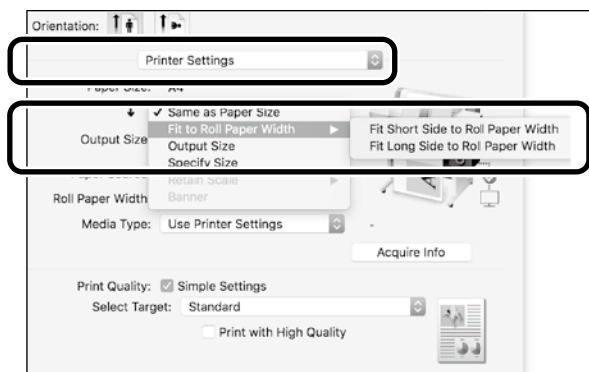 Orientation:
Printer Settings
Paper Size: A4
✓ Same as Paper Size
Fit to Roll Paper Width
Fit Short Side to Roll Paper Width
Output Size
Output Size
Fit Long Side to Roll Paper Width
Specify Size
Retain Scale
Roll Paper Width
Banner
Media Type: Use Printer Settings
-
Acquire Info
Print Quality: Simple Settings
Select Target: Standard
Print with High Quality